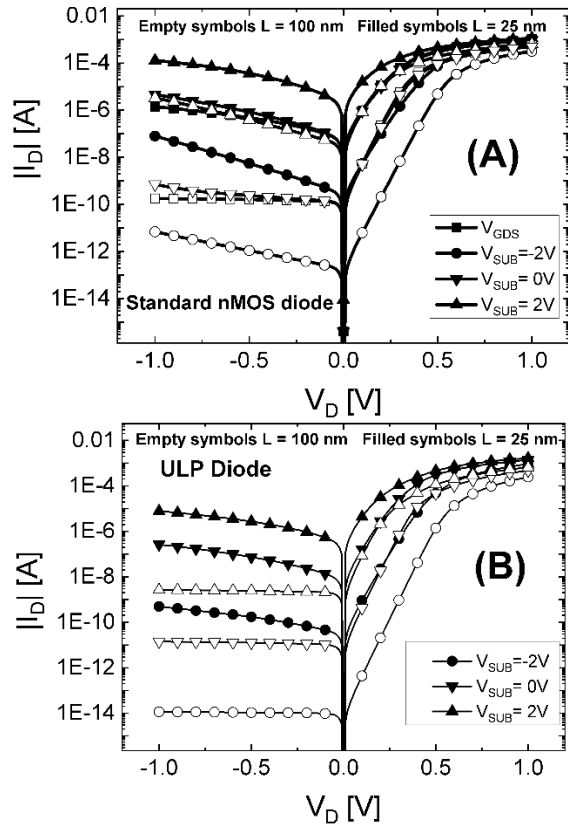 Empty symbols L = 100 nm Filled symbols L = 25 nm
1E-4
1E-6
1E-8
1E-10
1E-12
1E-14
|I_D| [A]
(A)
V_GDS
V_SUB=-2V
V_SUB= 0V
V_SUB= 2V
Standard nMOS diode
-1.0 -0.5 0.0 0.5 1.0
V_D [V]
0.01
Empty symbols L = 100 nm Filled symbols L = 25 nm
ULP Diode
1E-4
1E-6
1E-8
1E-10
1E-12
1E-14
|I_D| [A]
(B)
V_SUB=-2V
V_SUB= 0V
V_SUB= 2V
-1.0 -0.5 0.0 0.5 1.0
V_D [V]